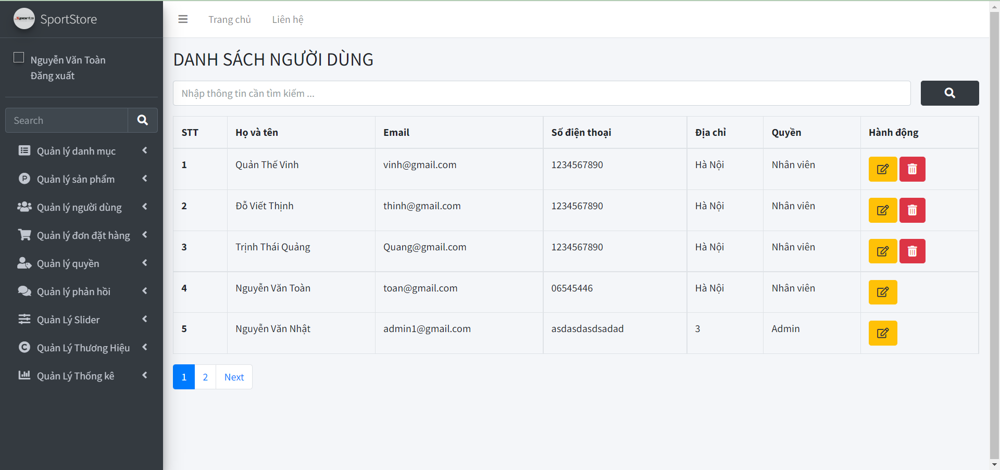 Sports
SportStore
Trang chủ
Liên hệ
Nguyễn Văn Toàn
Đăng xuất
Search
Quản lý danh mục
Quản lý sản phẩm
Quản lý người dùng
Quản lý đơn đặt hàng
Quản lý quyền
Quản lý phản hồi
Quản Lý Slider
Quản Lý Thương Hiệu
Quản Lý Thống kê
DANH SÁCH NGƯỜI DÙNG
Nhập thông tin cần tìm kiếm ...
STT Họ và tên Email Số điện thoại Địa chỉ Quyền Hành động
1 Quản Thế Vinh vinh@gmail.com 1234567890 Hà Nội Nhân viên
2 Đỗ Viết Thịnh thinh@gmail.com 1234567890 Hà Nội Nhân viên
3 Trịnh Thái Quảng Quang@gmail.com 1234567890 Hà Nội Nhân viên
4 Nguyễn Văn Toàn toan@gmail.com 06545446 Hà Nội Nhân viên
5 Nguyễn Văn Nhật admin1@gmail.com asdasdasdsadad 3 Admin
1 2 Next